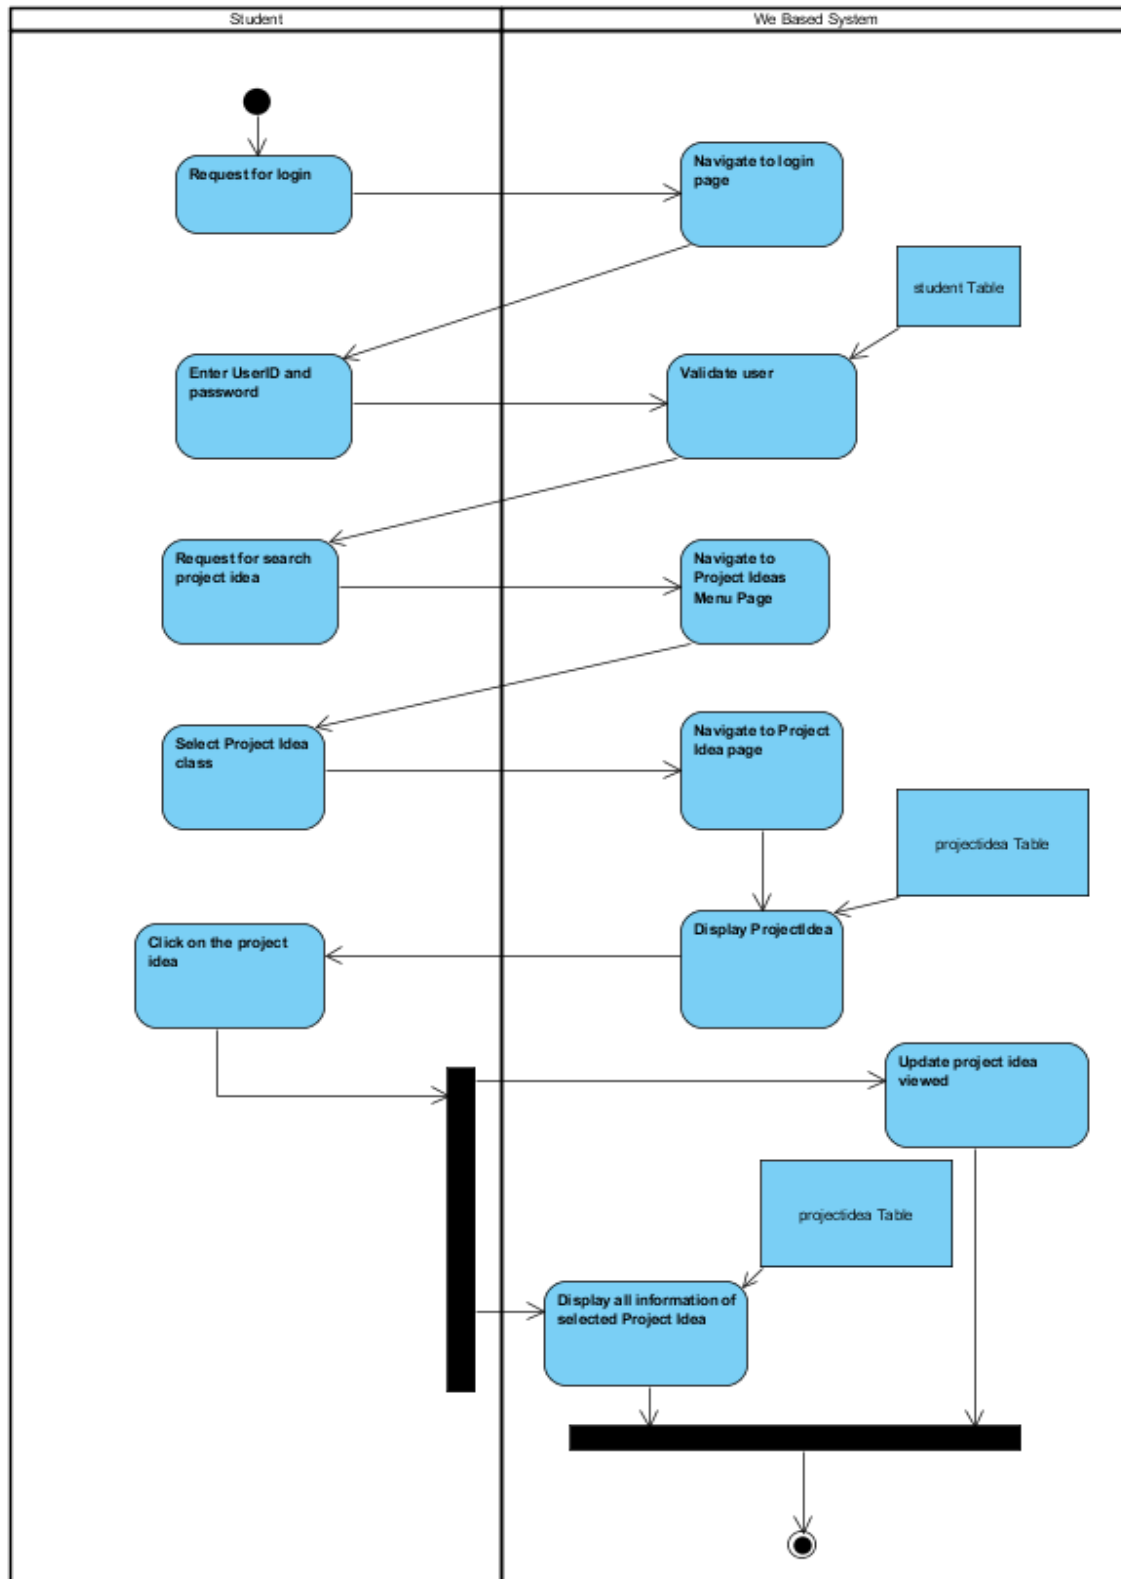 Student
We Based System
Request for login
Navigate to login
page
student Table
Enter UserID and
password
Validate user
Request for search
project idea
Navigate to
Project Ideas
Menu Page
Select Project Idea
class
Navigate to Project
Idea page
projectidea Table
Click on the project
idea
Display ProjectIdea
Update project idea
viewed
projectidea Table
Display all information of
selected Project Idea